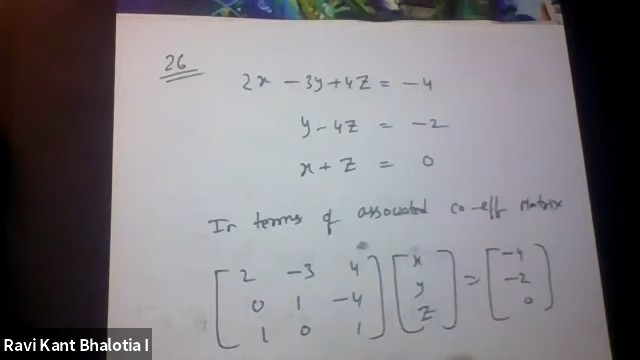 26
2x - 3y + 4z = -4
y - 4z = -2
x + z = 0
In terms of associated co-eff Matrix
[2 -3 4] [x] = [-4]
[0 1 -4] [y] [-2]
[1 0 1] [z] [0]
Ravi Kant Bhalotia I